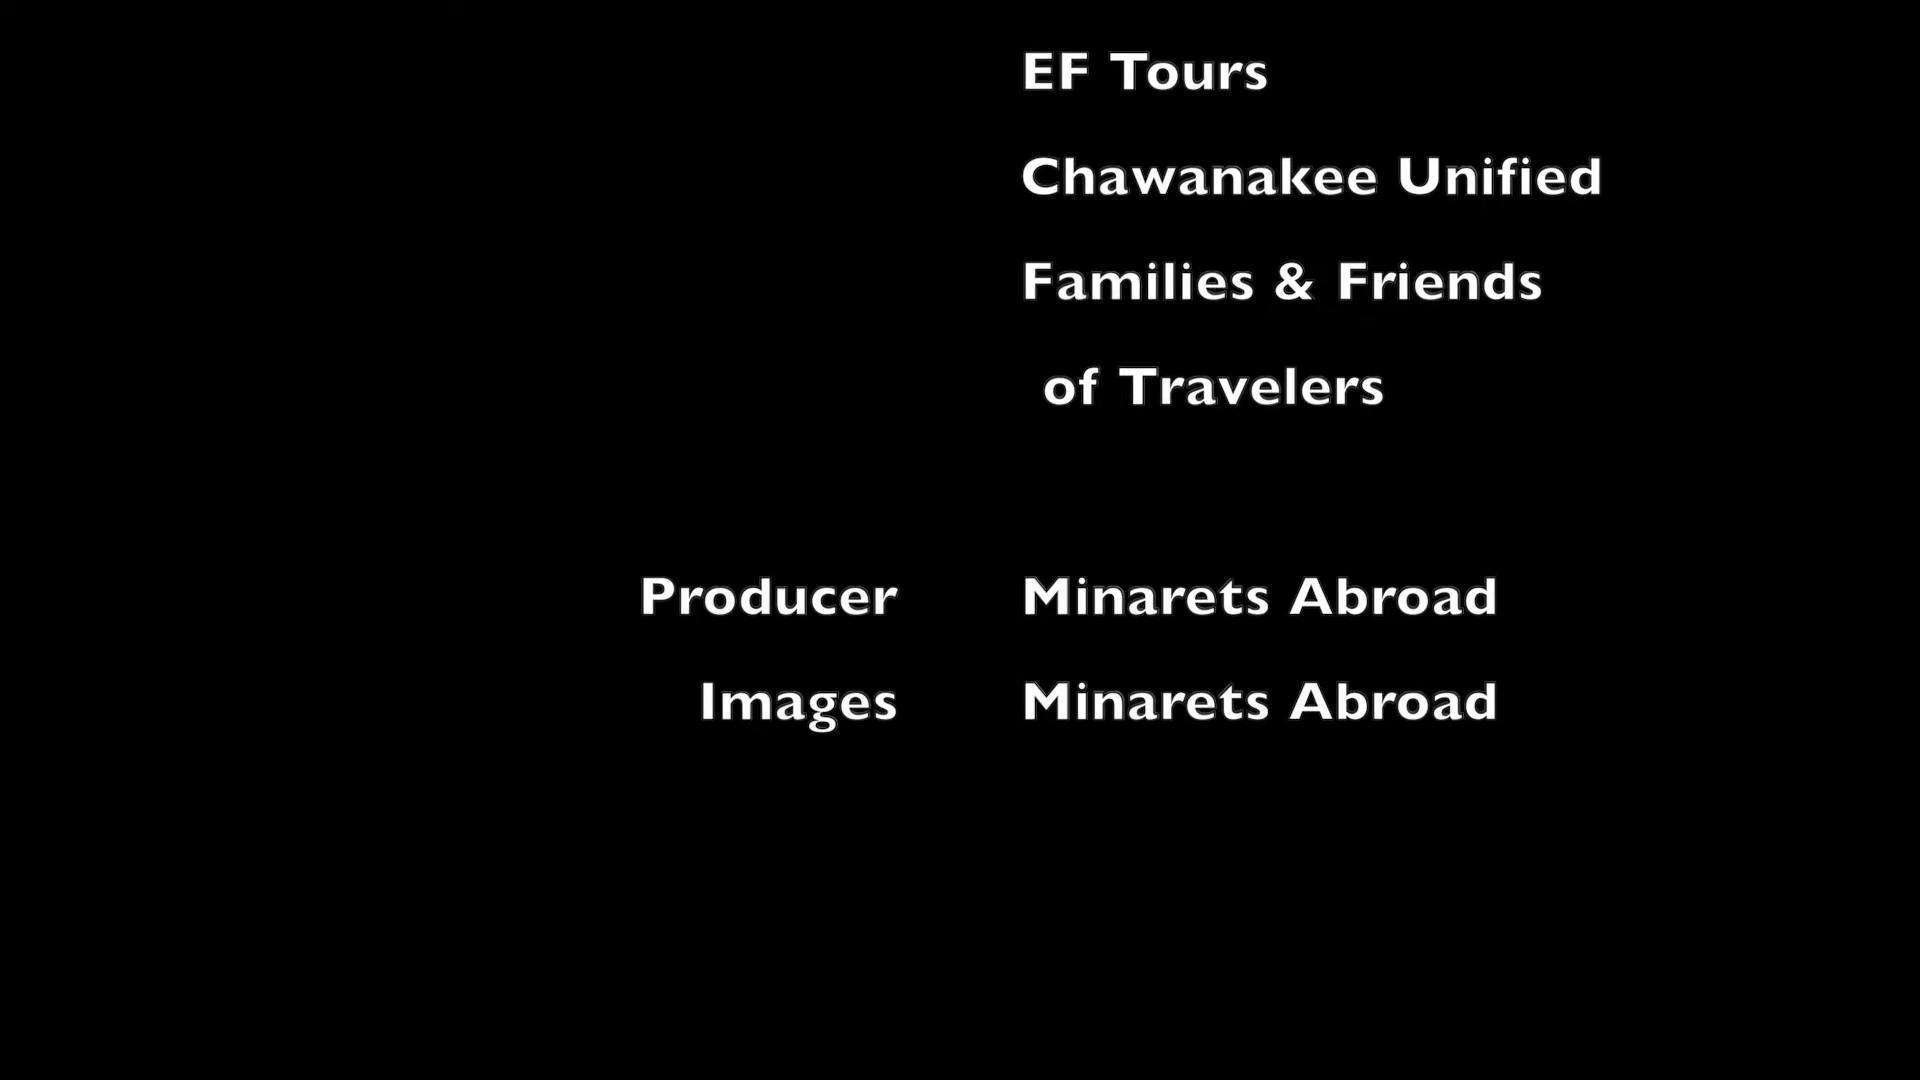 EF Tours
Chawanakee Unified
Families & Friends
of Travelers
Producer Minarets Abroad
Images Minarets Abroad